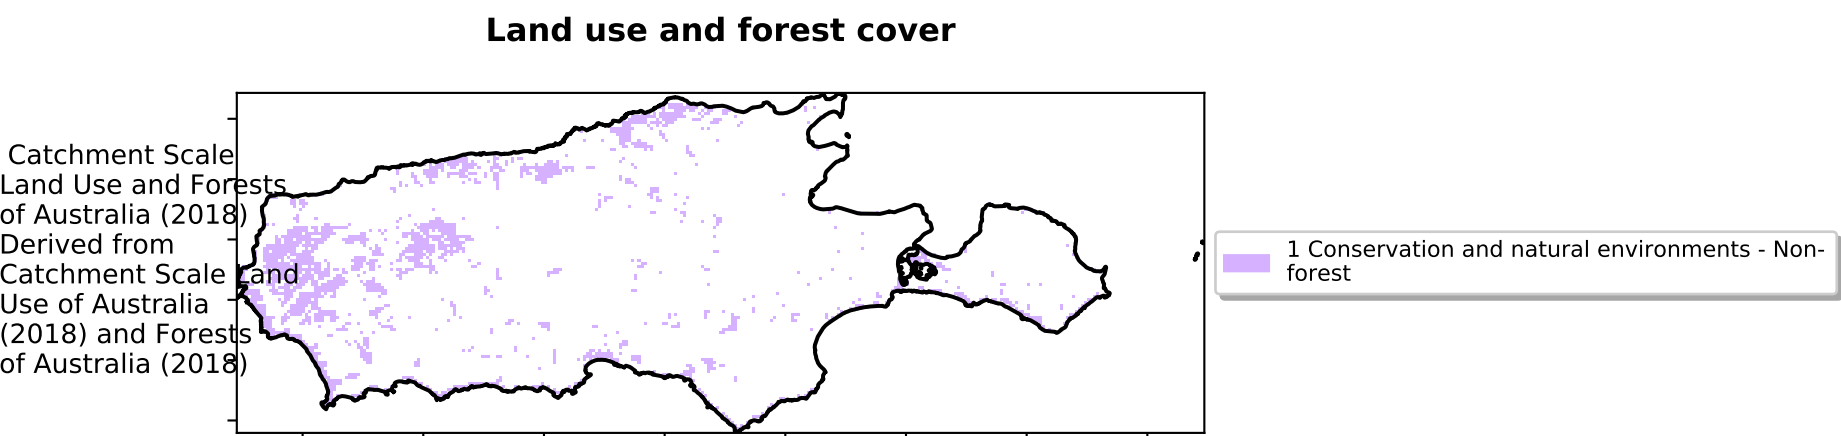 Land use and forest cover
Catchment Scale
Land Use and Forests
of Australia (2018)
Derived from
Catchment Scale Land
Use of Australia
(2018) and Forests
of Australia (2018)
1 Conservation and natural environments - Non-
forest